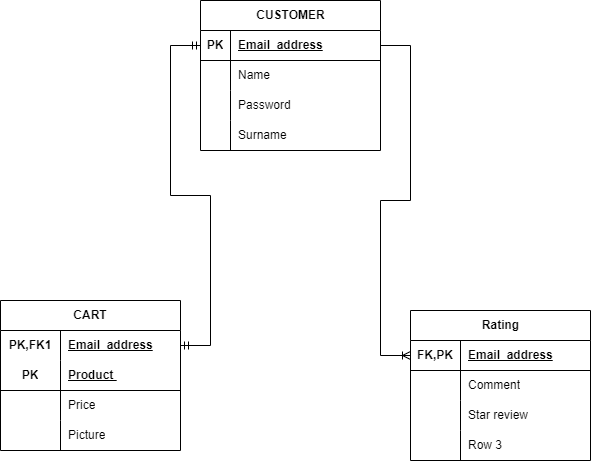 CUSTOMER
PK Email_address
Name
Password
Surname
CART
PK,FK1 Email_address
PK Product
Price
Picture
Rating
FK,PK Email_address
Comment
Star review
Row 3